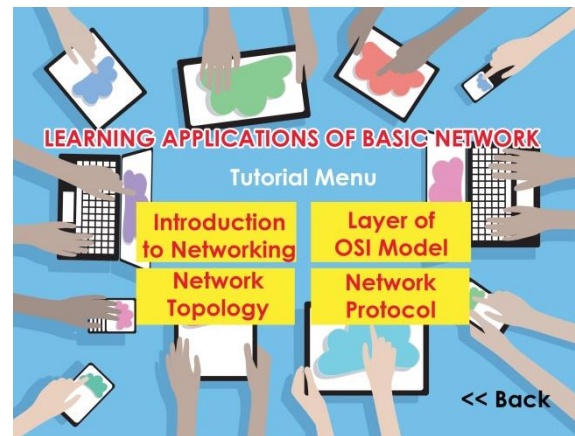 LEARNING APPLICATIONS OF BASIC NETWORK
Tutorial Menu
Introduction
to Networking
Layer of
OSI Model
Network
Topology
Network
Protocol
<< Back